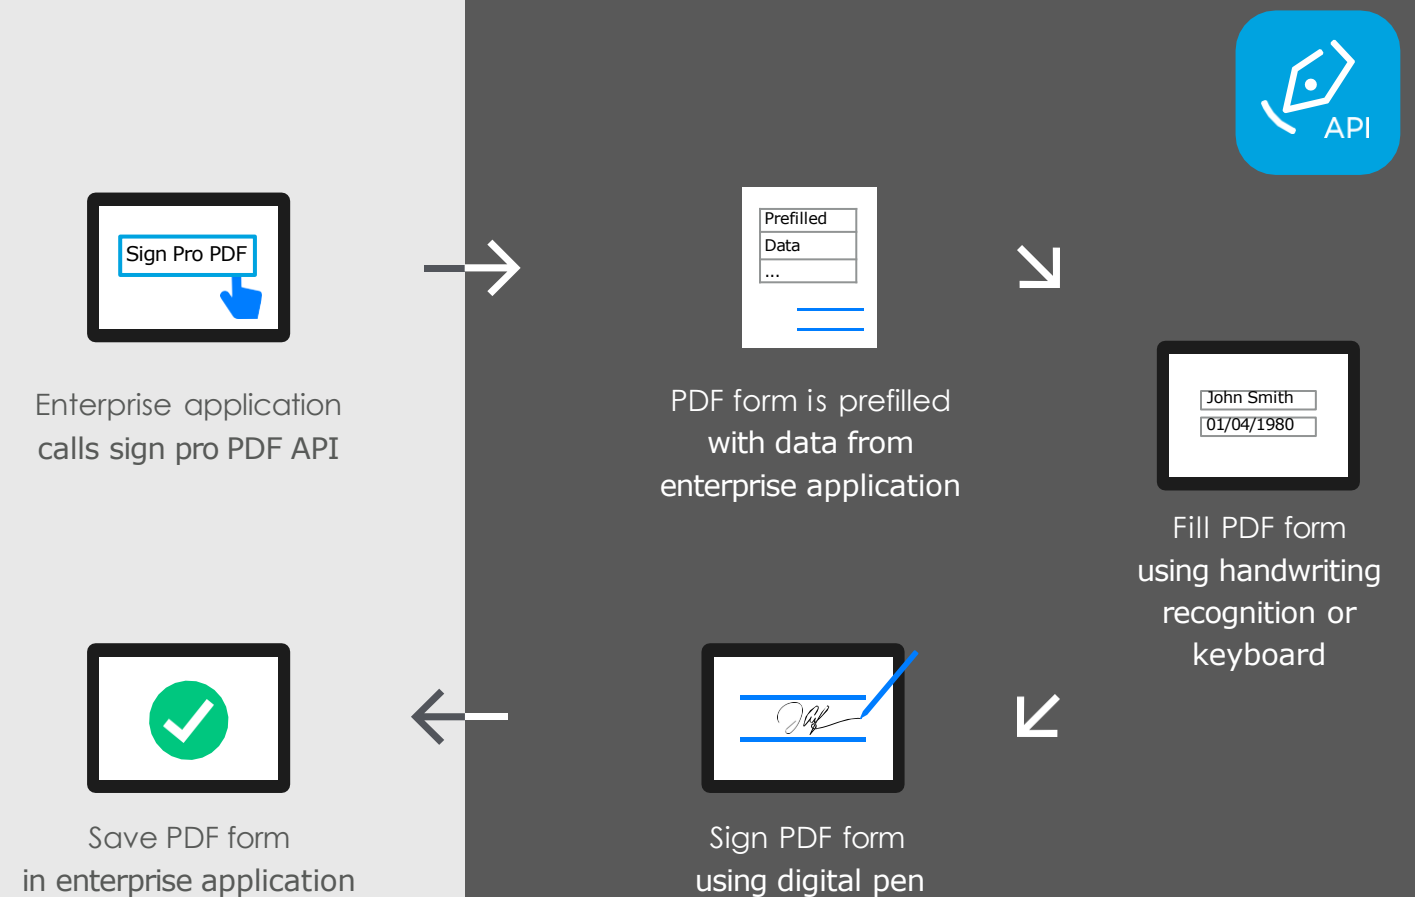 API
Sign Pro PDF
Enterprise application
calls sign pro PDF API
Prefilled
Data
...
PDF form is prefilled
with data from
enterprise application
John Smith
01/04/1980
Fill PDF form
using handwriting
recognition or
keyboard
Sign PDF form
using digital pen
Save PDF form
in enterprise application